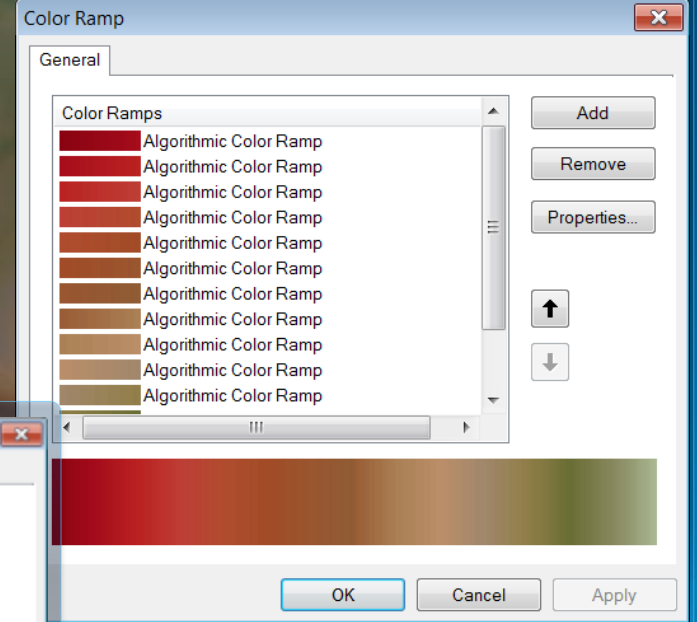 Color Ramp
General
Color Ramps
Algorithmic Color Ramp
Algorithmic Color Ramp
Algorithmic Color Ramp
Algorithmic Color Ramp
Algorithmic Color Ramp
Algorithmic Color Ramp
Algorithmic Color Ramp
Algorithmic Color Ramp
Algorithmic Color Ramp
Algorithmic Color Ramp
Algorithmic Color Ramp
Add
Remove
Properties...
OK Cancel Apply